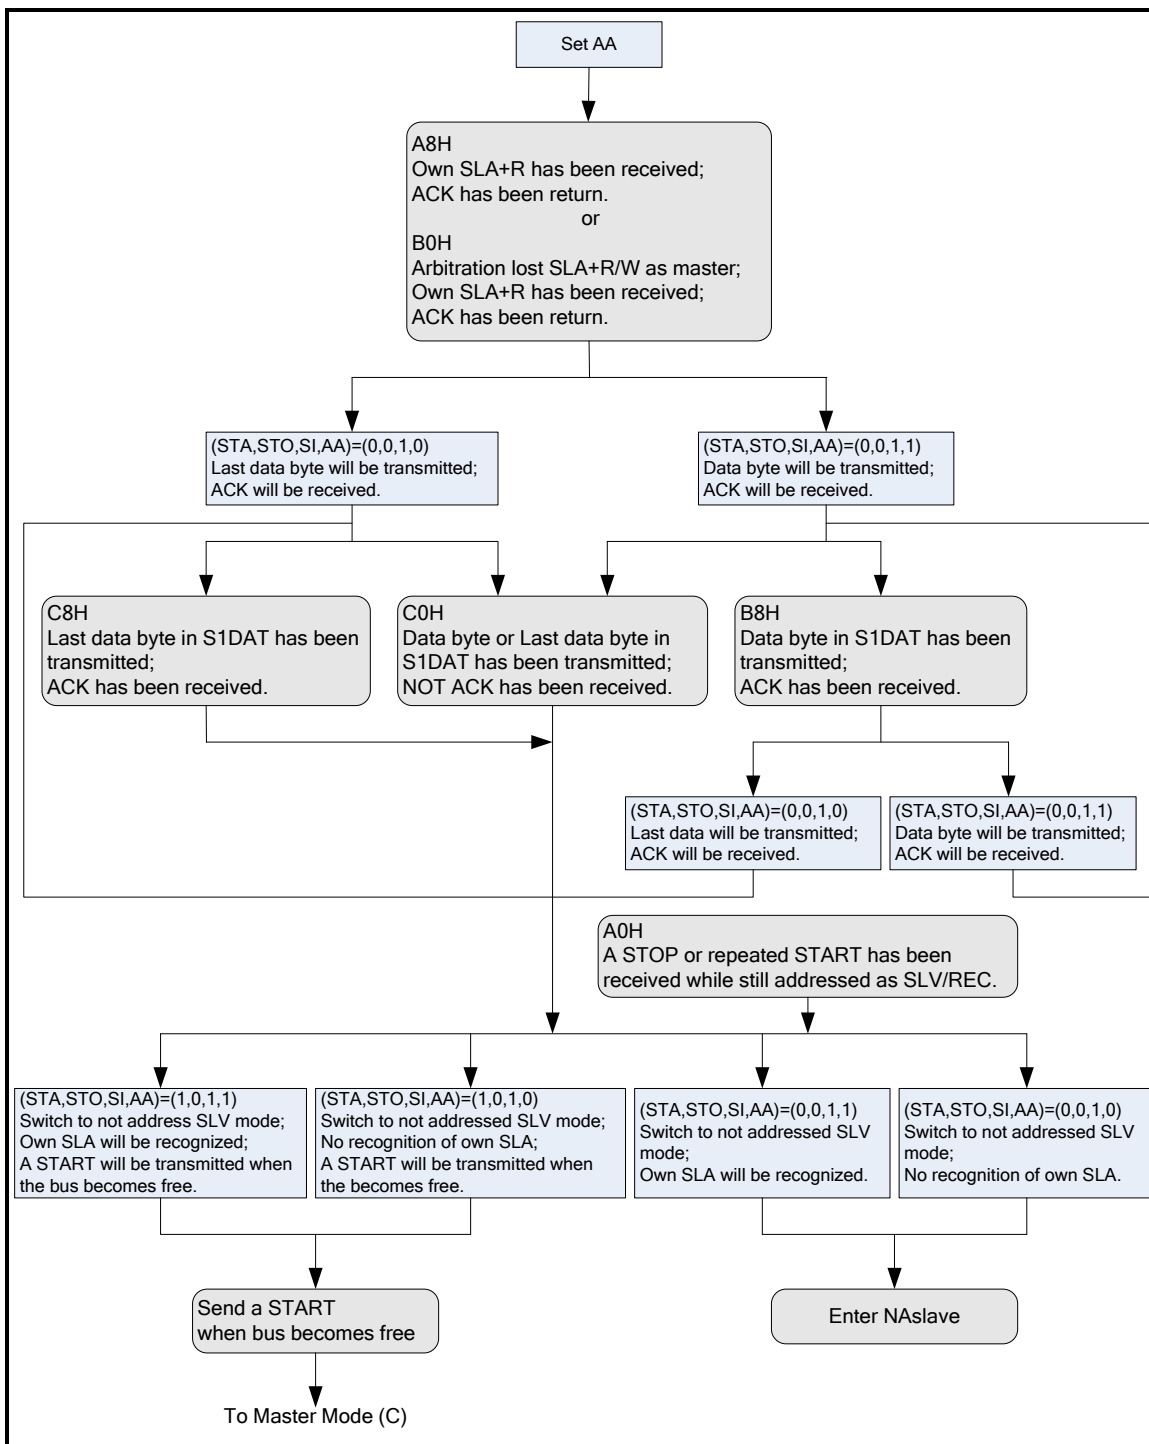 Set AA
A8H
Own SLA+R has been received;
ACK has been return.
or
B0H
Arbitration lost SLA+R/W as master;
Own SLA+R has been received;
ACK has been return.
(STA,STO,SI,AA)=(0,0,1,0)
Last data byte will be transmitted;
ACK will be received.
(STA,STO,SI,AA)=(0,0,1,1)
Data byte will be transmitted;
ACK will be received.
C8H
Last data byte in S1DAT has been
transmitted;
ACK has been received.
C0H
Data byte or Last data byte in
S1DAT has been transmitted;
NOT ACK has been received.
B8H
Data byte in S1DAT has been
transmitted;
ACK has been received.
(STA,STO,SI,AA)=(0,0,1,0)
Last data will be transmitted;
ACK will be received.
(STA,STO,SI,AA)=(0,0,1,1)
Data byte will be transmitted;
ACK will be received.
A0H
A STOP or repeated START has been
received while still addressed as SLV/REC.
(STA,STO,SI,AA)=(1,0,1,1)
Switch to not address SLV mode;
Own SLA will be recognized;
A START will be transmitted when
the bus becomes free.
(STA,STO,SI,AA)=(1,0,1,0)
Switch to not addressed SLV mode;
No recognition of own SLA;
A START will be transmitted when
the becomes free.
(STA,STO,SI,AA)=(0,0,1,1)
Switch to not addressed SLV
mode;
Own SLA will be recognized.
(STA,STO,SI,AA)=(0,0,1,0)
Switch to not addressed SLV
mode;
No recognition of own SLA.
Send a START
when bus becomes free
Enter NAslave
To Master Mode (C)